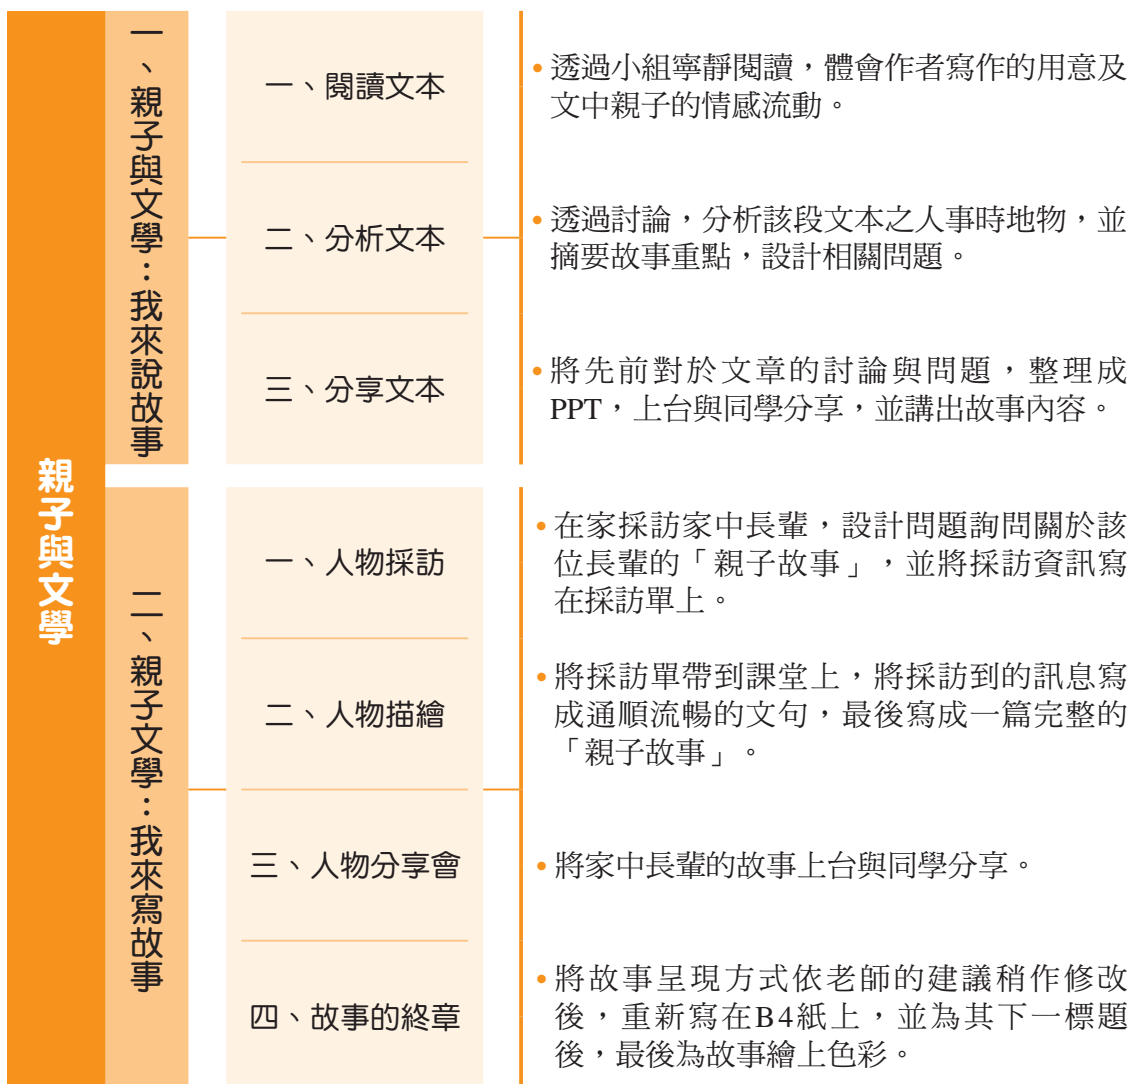 親子與文學
一、親子與文學：我來說故事
一、閱讀文本
•透過小組寧靜閱讀，體會作者寫作的用意及
文中親子的情感流動。
二、分析文本
•透過討論，分析該段文本之人事時地物，並
摘要故事重點，設計相關問題。
三、分享文本
•將先前對於文章的討論與問題，整理成
PPT，上台與同學分享，並講出故事內容。
二、親子文學：我來寫故事
一、人物採訪
•在家採訪家中長輩，設計問題詢問關於該
位長輩的「親子故事」，並將採訪資訊寫
在採訪單上。
二、人物描繪
•將採訪單帶到課堂上，將採訪到的訊息寫
成通順流暢的文句，最後寫成一篇完整的
「親子故事」。
三、人物分享會
•將家中長輩的故事上台與同學分享。
四、故事的終章
•將故事呈現方式依老師的建議稍作修改
後，重新寫在B4紙上，並為其下一標題
後，最後為故事繪上色彩。